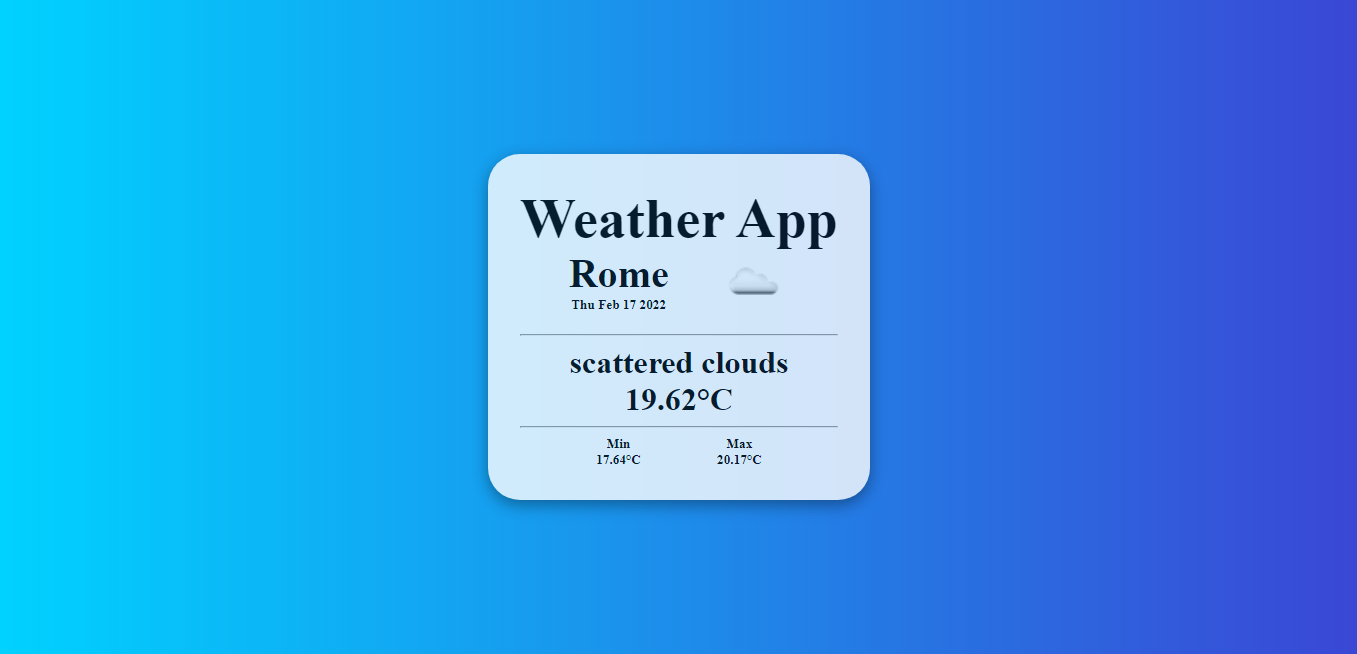 Weather App
Rome
Thu Feb 17 2022
scattered clouds
19.62°C
Min Max
17.64°C 20.17°C